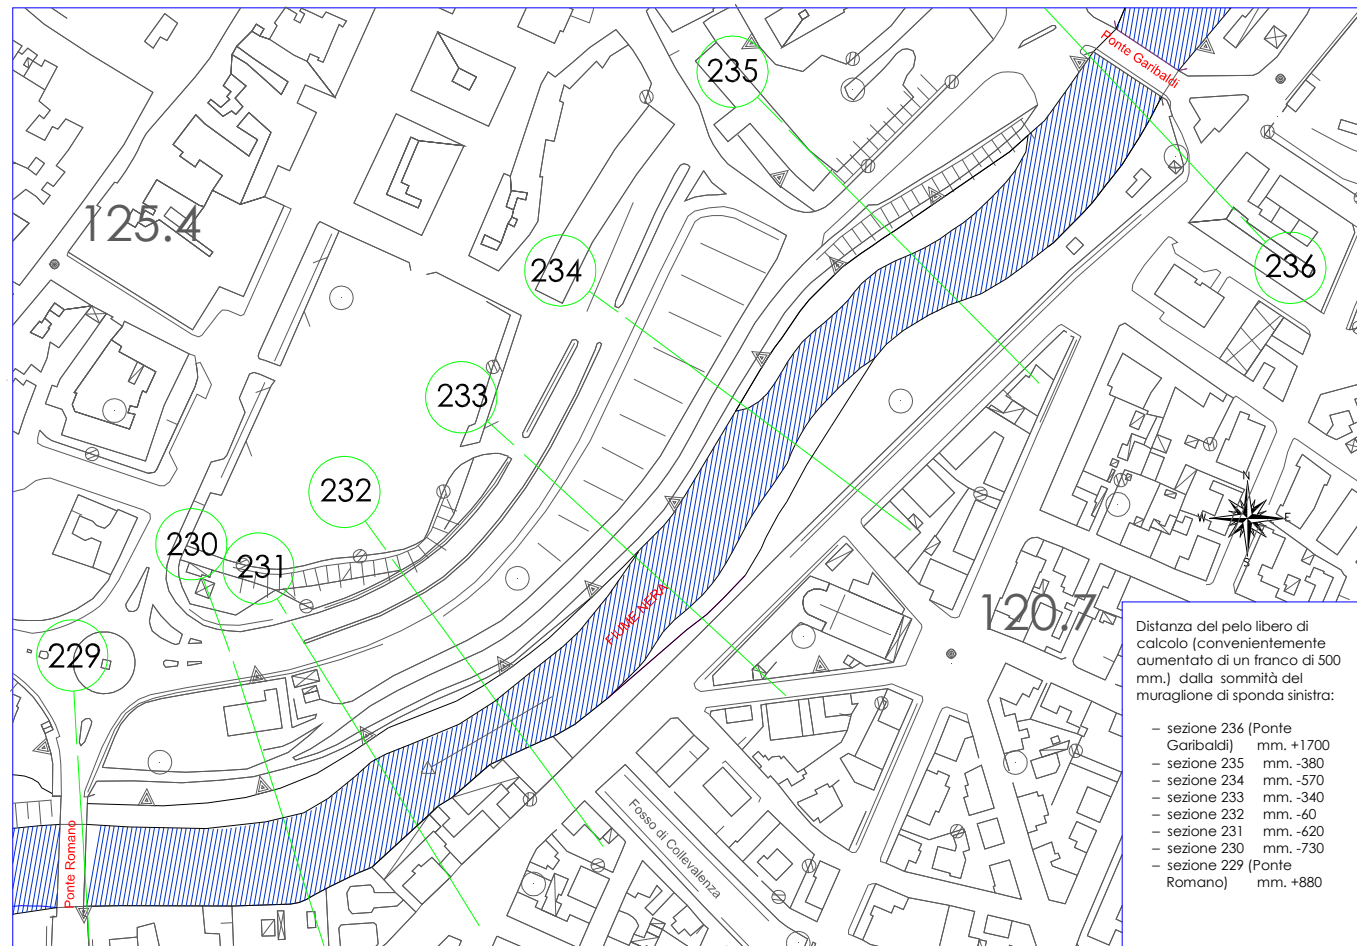 Ponte Garibaldi
235
125.4
234
236
233
232
N
W
E
S
230
231
120.7
FIUME NERA
229
Ponte Romano
Fosso di Collevalenza
Distanza del pelo libero di
calcolo (convenientemente
aumentato di un franco di 500
mm.) dalla sommità del
muraglione di sponda sinistra:
– sezione 236 (Ponte
Garibaldi) mm. +1700
– sezione 235 mm. -380
– sezione 234 mm. -570
– sezione 233 mm. -340
– sezione 232 mm. -60
– sezione 231 mm. -620
– sezione 230 mm. -730
– sezione 229 (Ponte
Romano) mm. +880